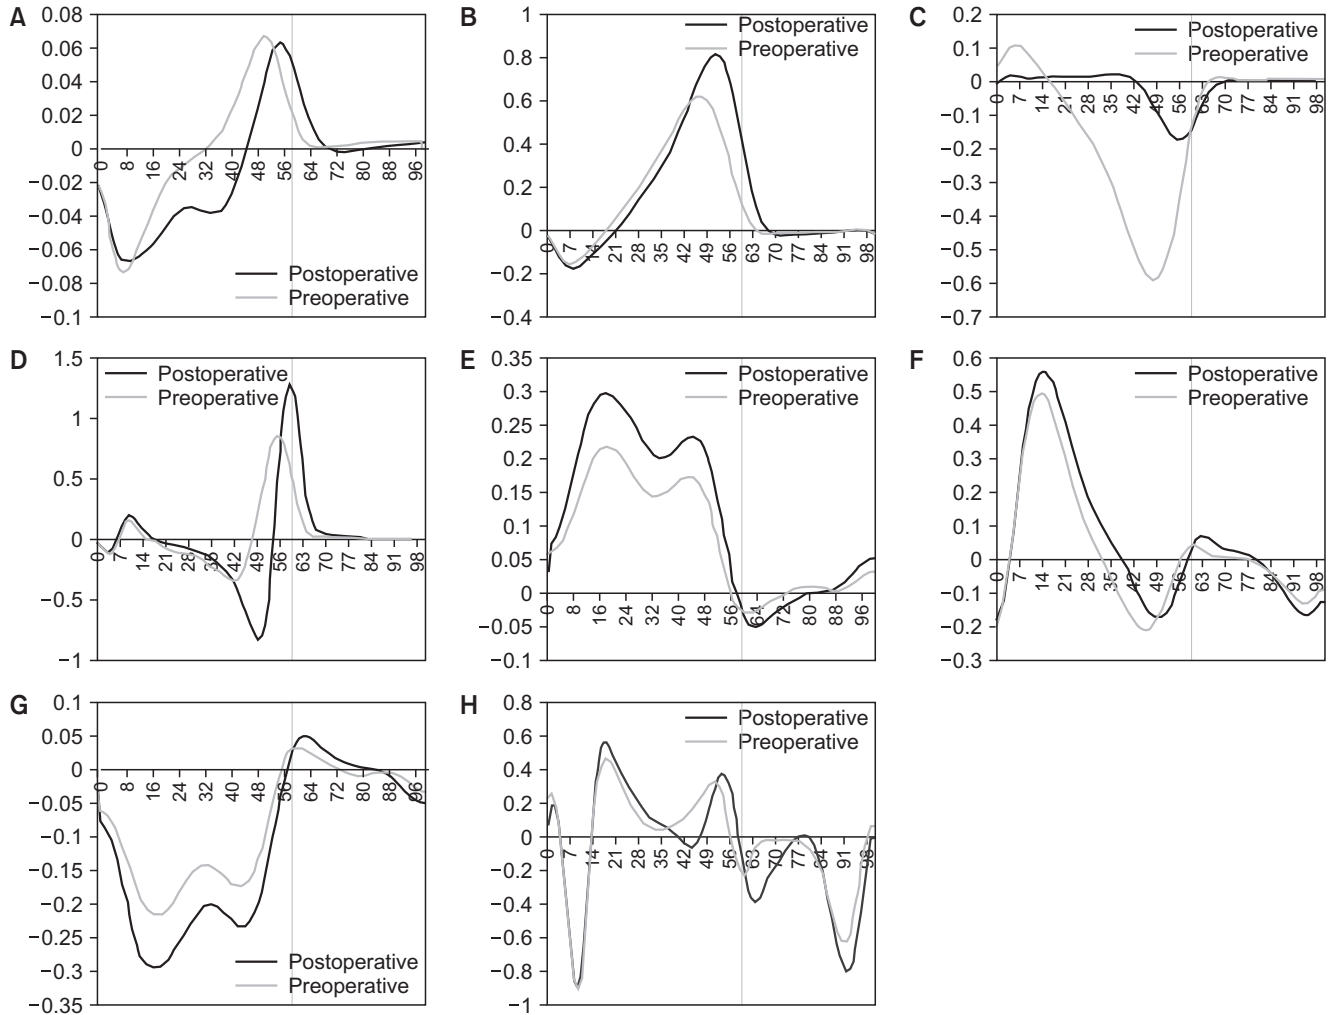 A
0.08
0.06
0.04
0.02
0
−0.02
−0.04
−0.06
−0.08
−0.1
0 8 16 24 32 40 48 56 64 72 80 88 96
Postoperative
Preoperative
B
1
0.8
0.6
0.4
0.2
0
−0.2
−0.4
0 7 14 21 28 35 42 49 56 63 70 77 84 91 98
Postoperative
Preoperative
C
0.2
0.1
0
−0.1
−0.2
−0.3
−0.4
−0.5
−0.6
−0.7
0 7 14 21 28 35 42 49 56 63 70 77 84 91 98
Postoperative
Preoperative
D
1.5
1
0.5
0
−0.5
−1
0 7 14 21 28 35 42 49 56 63 70 77 84 91 98
Postoperative
Preoperative
E
0.35
0.3
0.25
0.2
0.15
0.1
0.05
0
−0.05
−0.1
0 8 16 24 32 40 48 56 64 72 80 88 96
Postoperative
Preoperative
F
0.6
0.5
0.4
0.3
0.2
0.1
0
−0.1
−0.2
−0.3
0 7 14 21 28 35 42 49 56 63 70 77 84 91 98
Postoperative
Preoperative
G
0.1
0.05
0
−0.05
−0.1
−0.15
−0.2
−0.25
−0.3
−0.35
0 8 16 24 32 40 48 56 64 72 80 88 96
Postoperative
Preoperative
H
0.8
0.6
0.4
0.2
0
−0.2
−0.4
−0.6
−0.8
−1
0 7 14 21 28 35 42 49 56 63 70 77 84 91 98
Postoperative
Preoperative